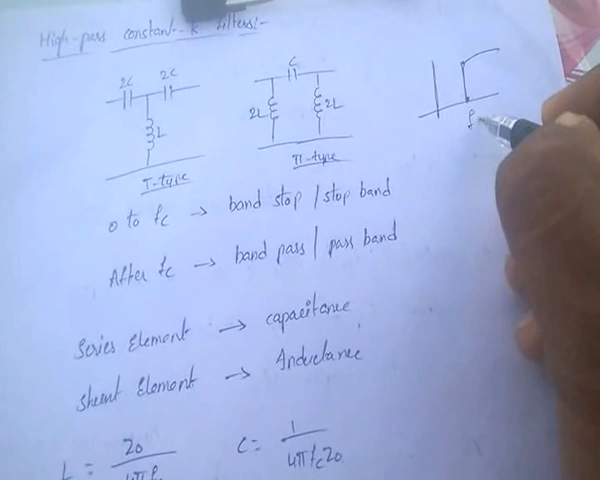 High-pass constant-k filters:-
2C 2C C
L 2L 2L
T-type π-type
f
0 to fc → band stop / stop band
After fc → band pass / pass band
Series Element → capacitance
Shunt Element → Inductance
L = Z0 / 4πf C = 1 / 4πfcZ0